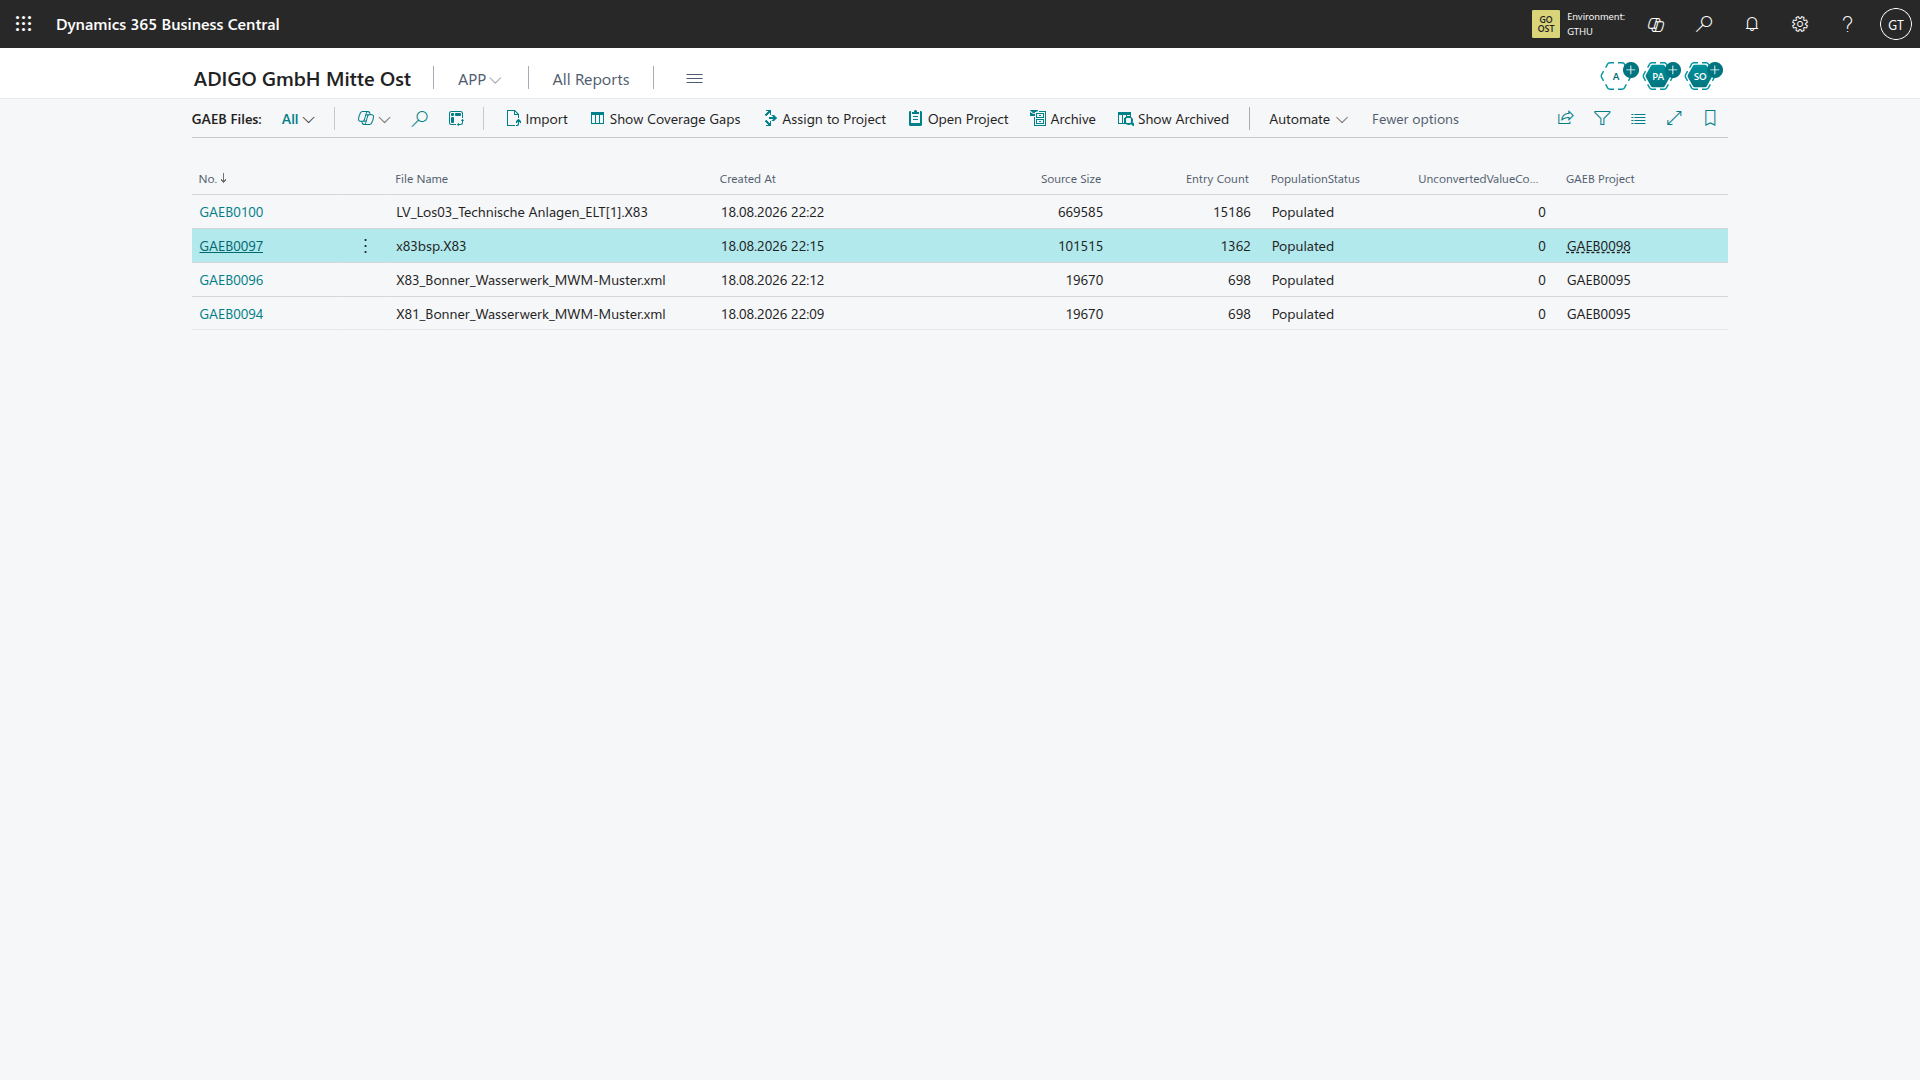 Dynamics 365 Business Central
GO OST
Environment: GTHU
GT
ADIGO GmbH Mitte Ost
APP
All Reports
A
PA
SO
GAEB Files: All
Import
Show Coverage Gaps
Assign to Project
Open Project
Archive
Show Archived
Automate
Fewer options
No. ↓ File Name Created At Source Size Entry Count PopulationStatus UnconvertedValueCo... GAEB Project
GAEB0100 LV_Los03_Technische Anlagen_ELT[1].X83 18.08.2026 22:22 669585 15186 Populated 0
GAEB0097 x83bsp.X83 18.08.2026 22:15 101515 1362 Populated 0 GAEB0098
GAEB0096 X83_Bonner_Wasserwerk_MWM-Muster.xml 18.08.2026 22:12 19670 698 Populated 0 GAEB0095
GAEB0094 X81_Bonner_Wasserwerk_MWM-Muster.xml 18.08.2026 22:09 19670 698 Populated 0 GAEB0095